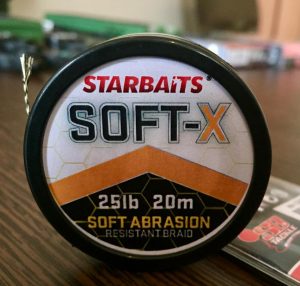 STARBAITS®
SOFT-X
25lb 20m
SOFT ABRASION
RESISTANT BRAID